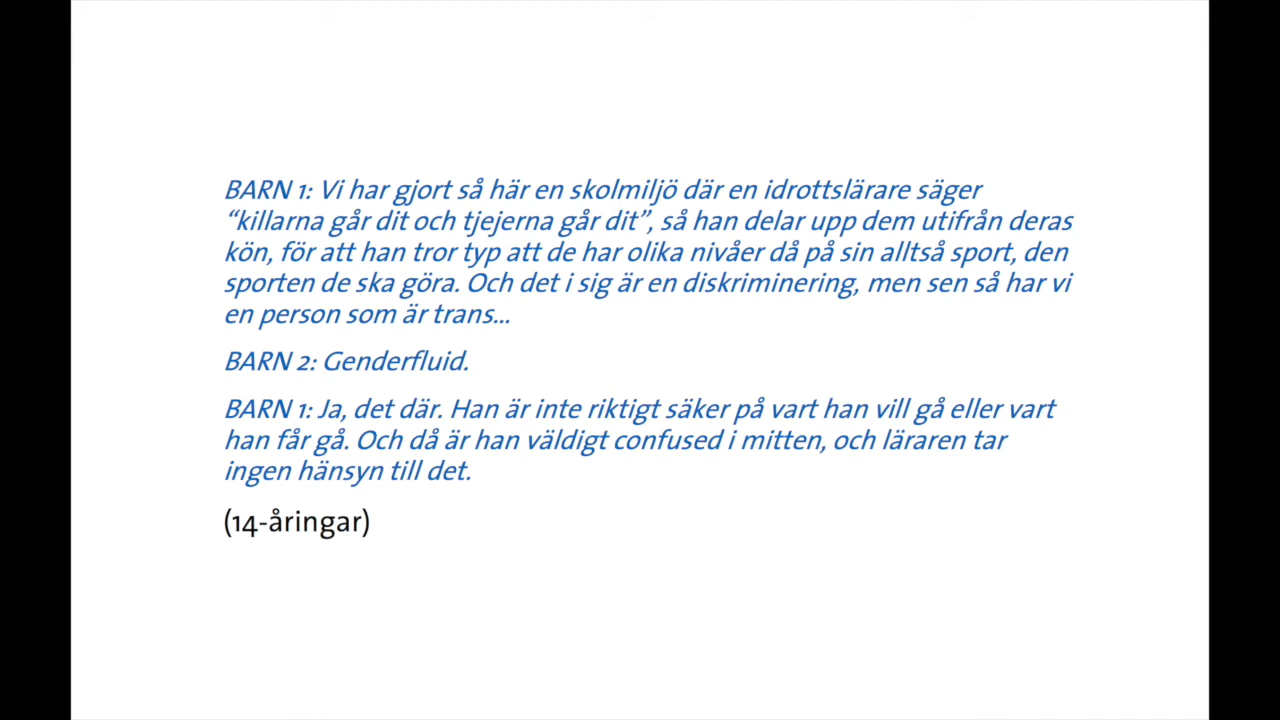 BARN 1: Vi har gjort så här en skolmiljö där en idrottslärare säger
“killarna går dit och tjejerna går dit”, så han delar upp dem utifrån deras
kön, för att han tror typ att de har olika nivåer då på sin alltså sport, den
sporten de ska göra. Och det i sig är en diskriminering, men sen så har vi
en person som är trans...
BARN 2: Genderfluid.
BARN 1: Ja, det där. Han är inte riktigt säker på vart han vill gå eller vart
han får gå. Och då är han väldigt confused i mitten, och läraren tar
ingen hänsyn till det.
(14-åringar)